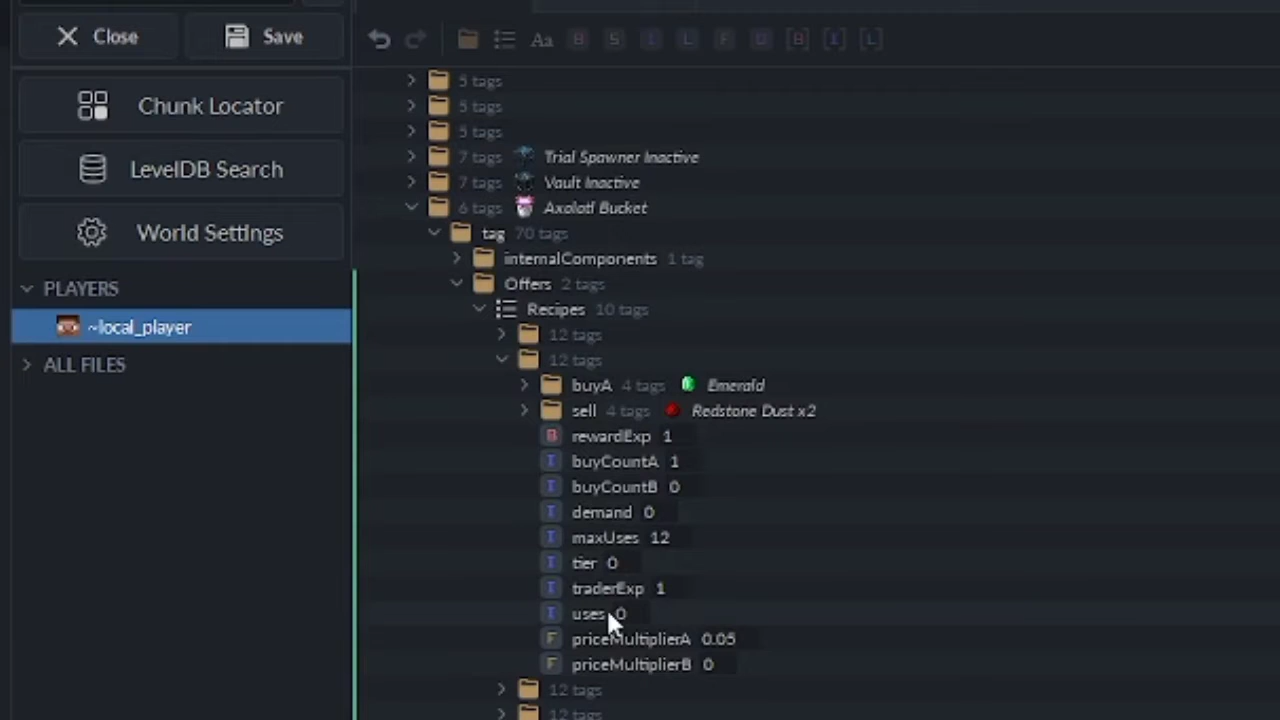 Close Save
Aa B S I L F D [B] [I] [L]
Chunk Locator
LevelDB Search
World Settings
PLAYERS
~local_player
ALL FILES
5 tags
5 tags
5 tags
7 tags Trial Spawner Inactive
7 tags Vault Inactive
6 tags Axolotl Bucket
tag 70 tags
internalComponents 1 tag
Offers 2 tags
Recipes 10 tags
12 tags
12 tags
buyA 4 tags Emerald
sell 4 tags Redstone Dust x2
B rewardExp 1
I buyCountA 1
I buyCountB 0
I demand 0
I maxUses 12
I tier 0
I traderExp 1
I uses 0
F priceMultiplierA 0.05
F priceMultiplierB 0
12 tags
12 tags